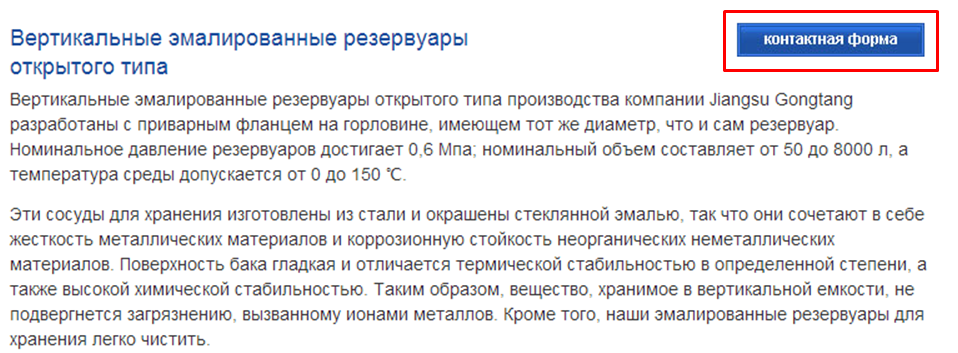 Вертикальные эмалированные резервуары
открытого типа
контактная форма
Вертикальные эмалированные резервуары открытого типа производства компании Jiangsu Gongtang
разработаны с приварным фланцем на горловине, имеющем тот же диаметр, что и сам резервуар.
Номинальное давление резервуаров достигает 0,6 Мпа; номинальный объем составляет от 50 до 8000 л, а
температура среды допускается от 0 до 150 ℃.
Эти сосуды для хранения изготовлены из стали и окрашены стеклянной эмалью, так что они сочетают в себе
жесткость металлических материалов и коррозионную стойкость неорганических неметаллических
материалов. Поверхность бака гладкая и отличается термической стабильностью в определенной степени, а
также высокой химической стабильностью. Таким образом, вещество, хранимое в вертикальной емкости, не
подвергнется загрязнению, вызванному ионами металлов. Кроме того, наши эмалированные резервуары для
хранения легко чистить.